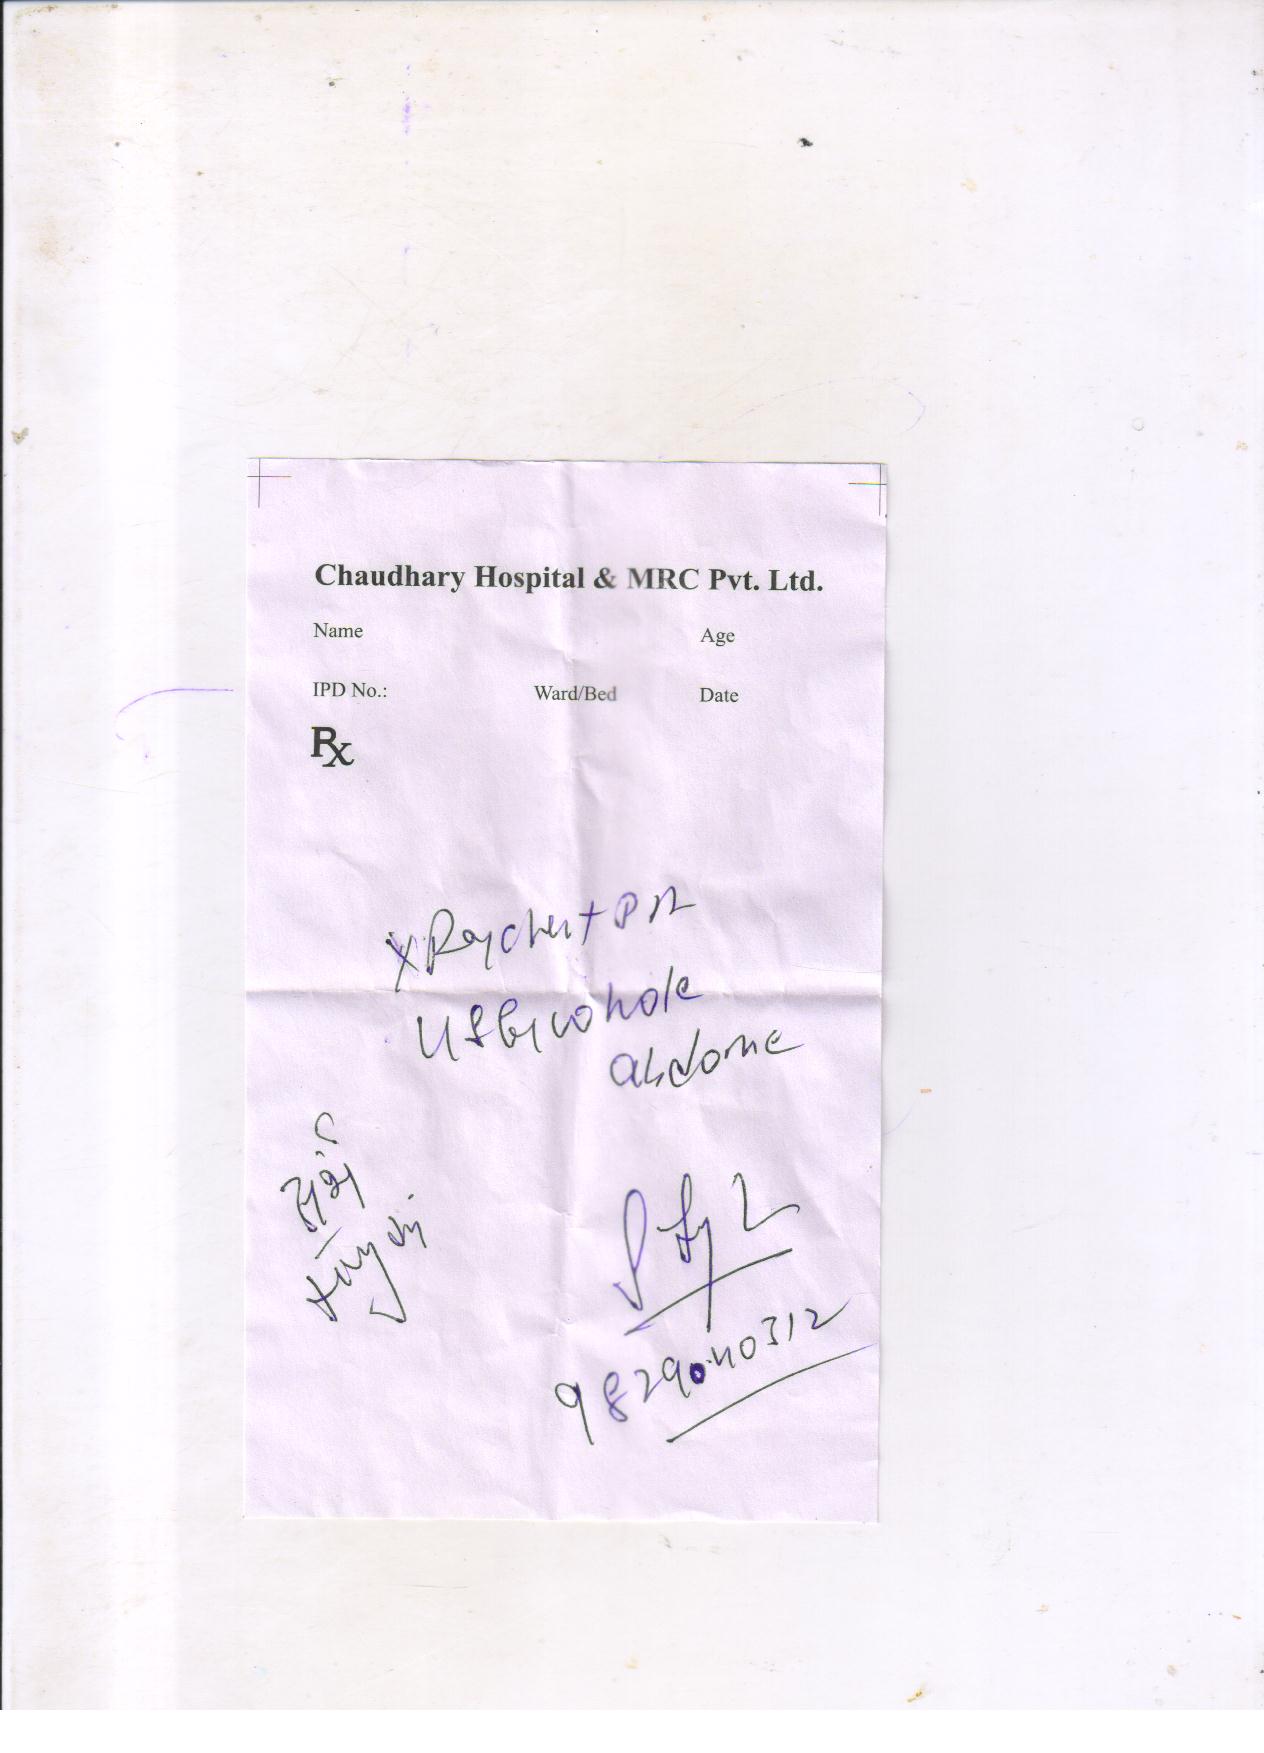 Chaudhary Hospital & MRC Pvt. Ltd.
Name Age
IPD No.: Ward/Bed Date
Rx
X Ray chest PA
USG whole
abdome
9829040312